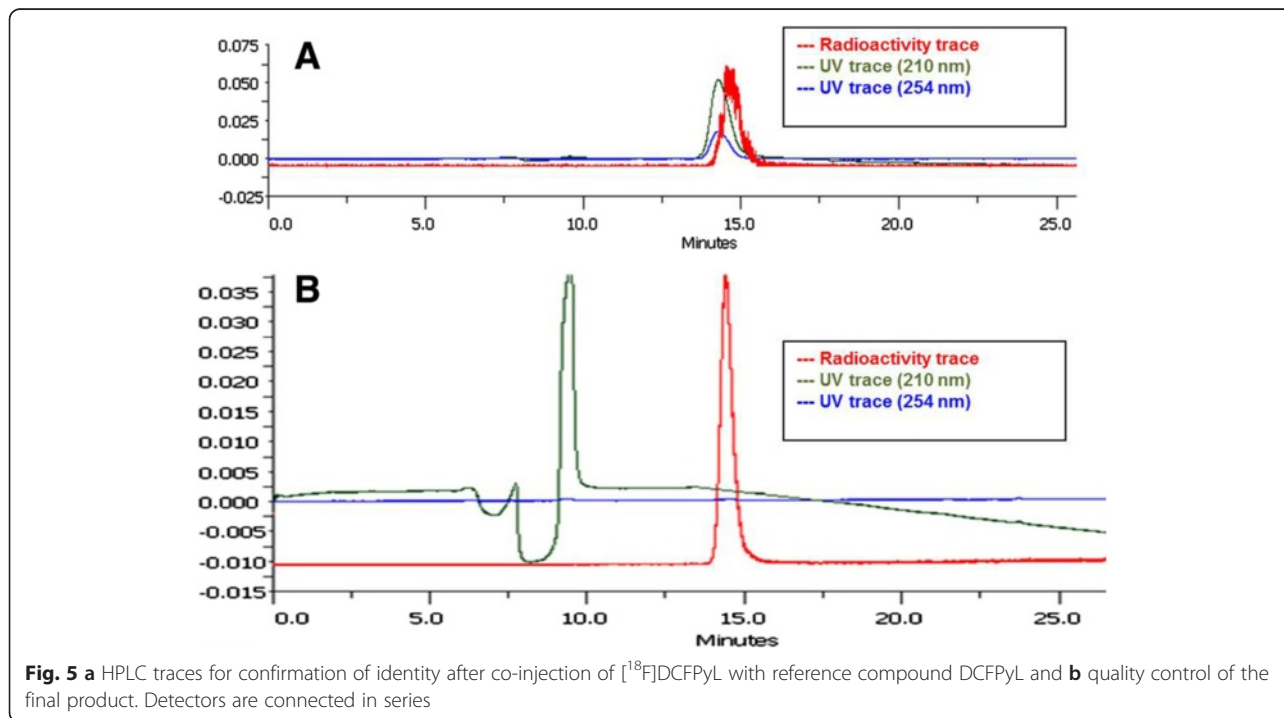 A
0.075
0.050
0.025
0.000
-0.025
0.0 5.0 10.0 15.0 20.0 25.0
Minutes
--- Radioactivity trace
--- UV trace (210 nm)
--- UV trace (254 nm)
B
0.035
0.030
0.025
0.020
0.015
0.010
0.005
0.000
-0.005
-0.010
-0.015
0.0 5.0 10.0 15.0 20.0 25.0
Minutes
--- Radioactivity trace
--- UV trace (210 nm)
--- UV trace (254 nm)
Fig. 5 a HPLC traces for confirmation of identity after co-injection of [¹⁸F]DCFPyL with reference compound DCFPyL and b quality control of the
final product. Detectors are connected in series